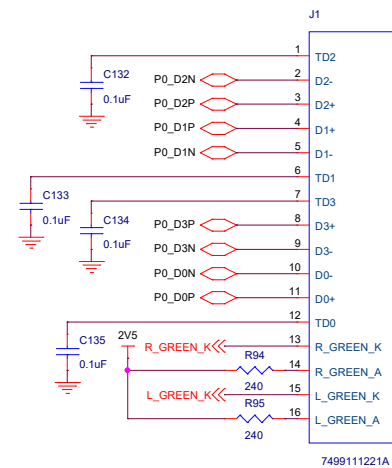 J1
1 TD2
C132
0.1uF
P0_D2N 2 D2-
P0_D2P 3 D2+
P0_D1P 4 D1+
P0_D1N 5 D1-
6 TD1
C133
0.1uF
7 TD3
C134
0.1uF
P0_D3P 8 D3+
P0_D3N 9 D3-
P0_D0N 10 D0-
P0_D0P 11 D0+
12 TD0
C135
0.1uF
2V5
R_GREEN_K 13 R_GREEN_K
R94
240
14 R_GREEN_A
L_GREEN_K 15 L_GREEN_K
R95
240
16 L_GREEN_A
7499111221A